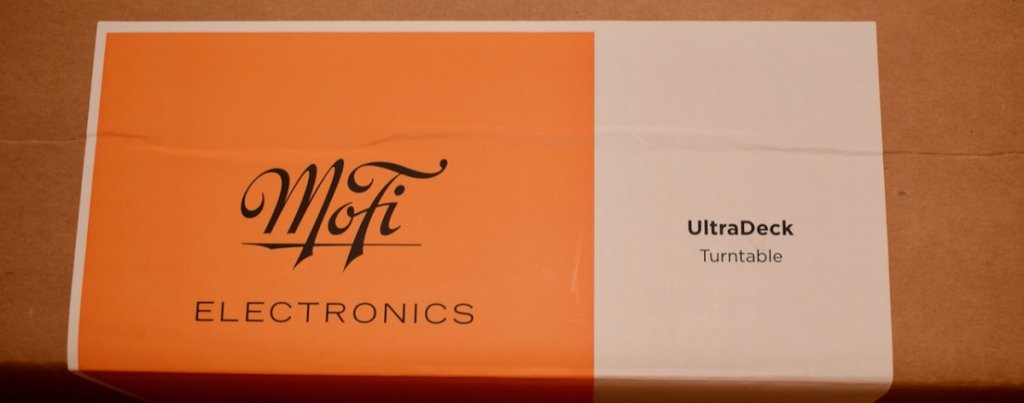 MoFi
ELECTRONICS
UltraDeck
Turntable